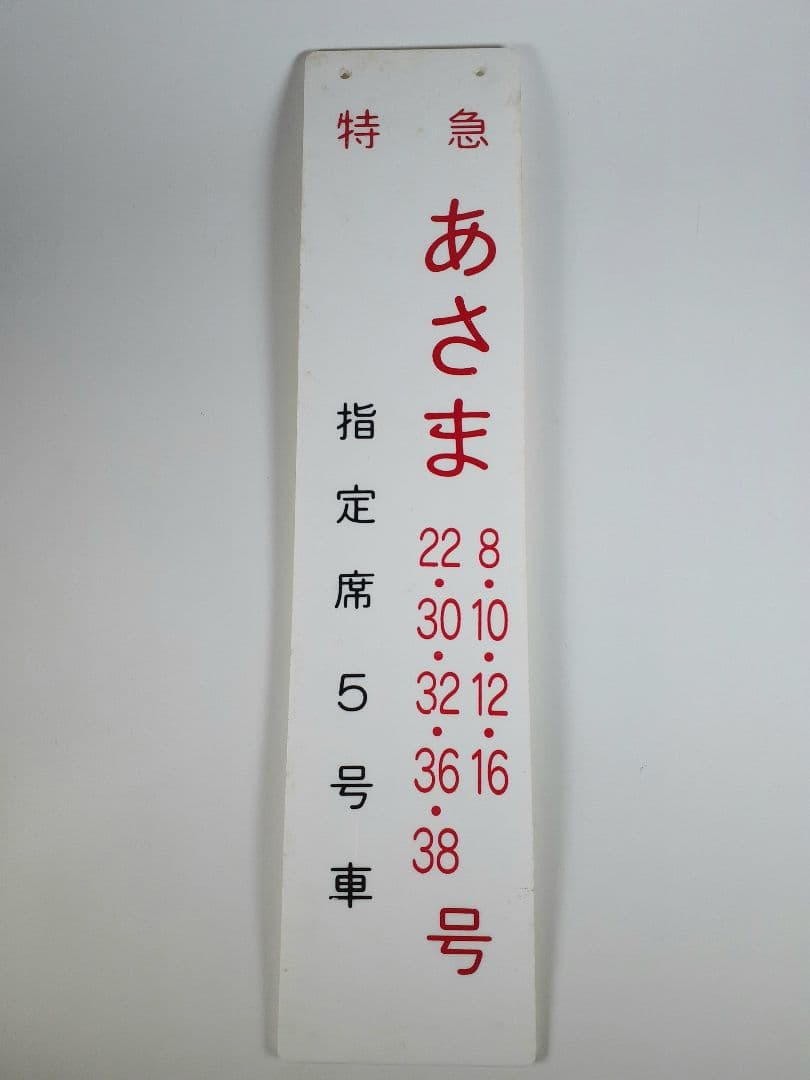 特急
あさま
8・10・12・16
22・30・32・36・38
号
指定席5号車